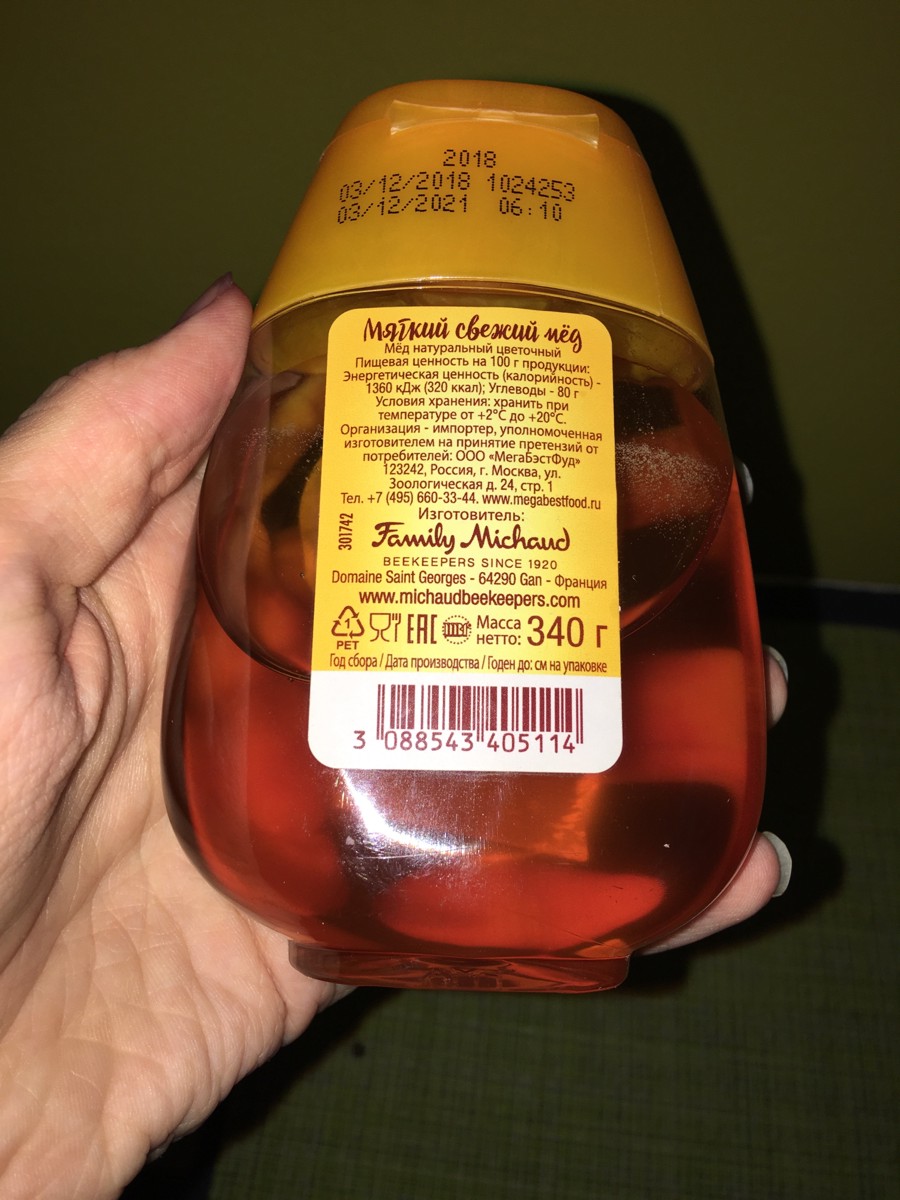 2018
03/12/2018 1024253
03/12/2021 06:10
Мягкий свежий мёд
Мёд натуральный цветочный
Пищевая ценность на 100 г продукции:
Энергетическая ценность (калорийность) -
1360 кДж (320 ккал); Углеводы - 80 г
Условия хранения: хранить при
температуре от +2°C до +20°C.
Организация - импортер, уполномоченная
изготовителем на принятие претензий от
потребителей: ООО «МегаБэстФуд»
123242, Россия, г. Москва, ул.
Зоологическая д. 24, стр. 1
Тел. +7 (495) 660-33-44. www.megabestfood.ru
Изготовитель:
301742
Family Michaud
BEEKEEPERS SINCE 1920
Domaine Saint Georges - 64290 Gan - Франция
www.michaudbeekeepers.com
1
PET
EAC
Масса
нетто: 340 г
Год сбора / Дата производства / Годен до: см на упаковке
3 088543 405114